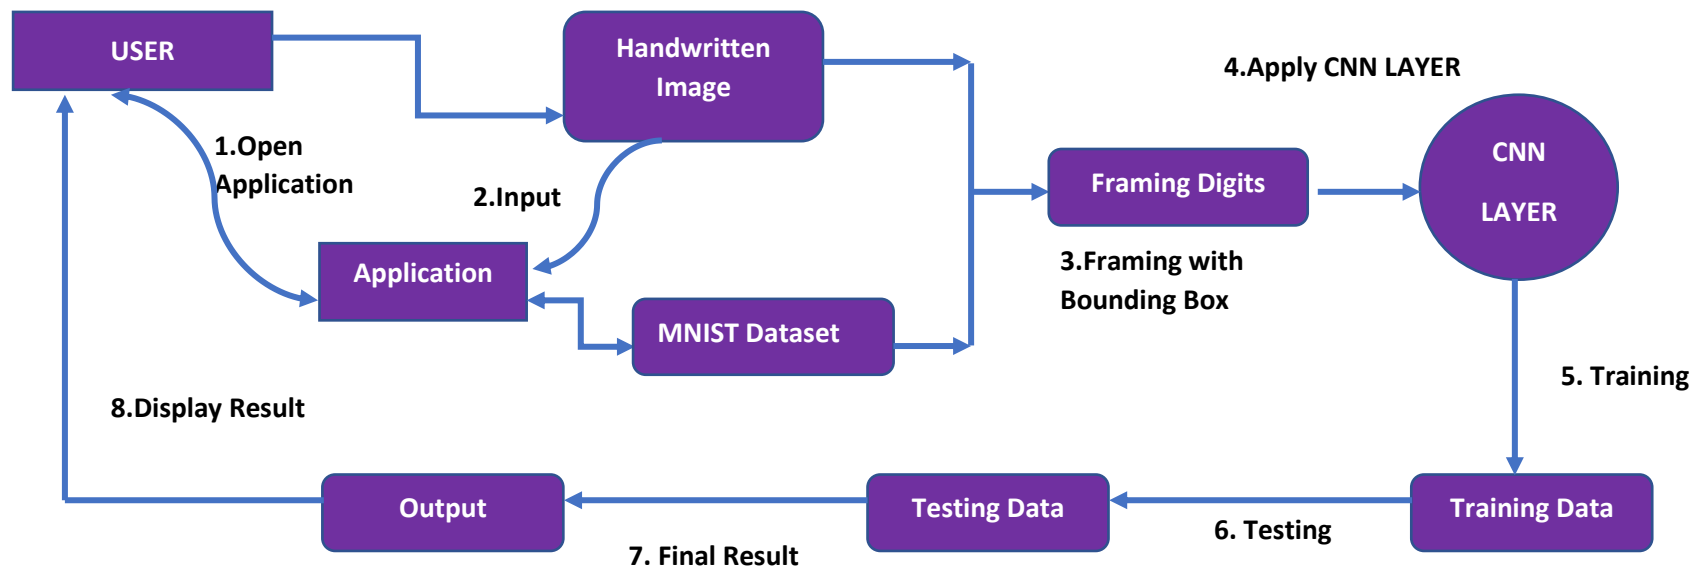 USER
Handwritten
Image
4.Apply CNN LAYER
1.Open
Application
2.Input
CNN
LAYER
Framing Digits
Application
3.Framing with
Bounding Box
MNIST Dataset
5. Training
8.Display Result
Output
Testing Data
Training Data
6. Testing
7. Final Result